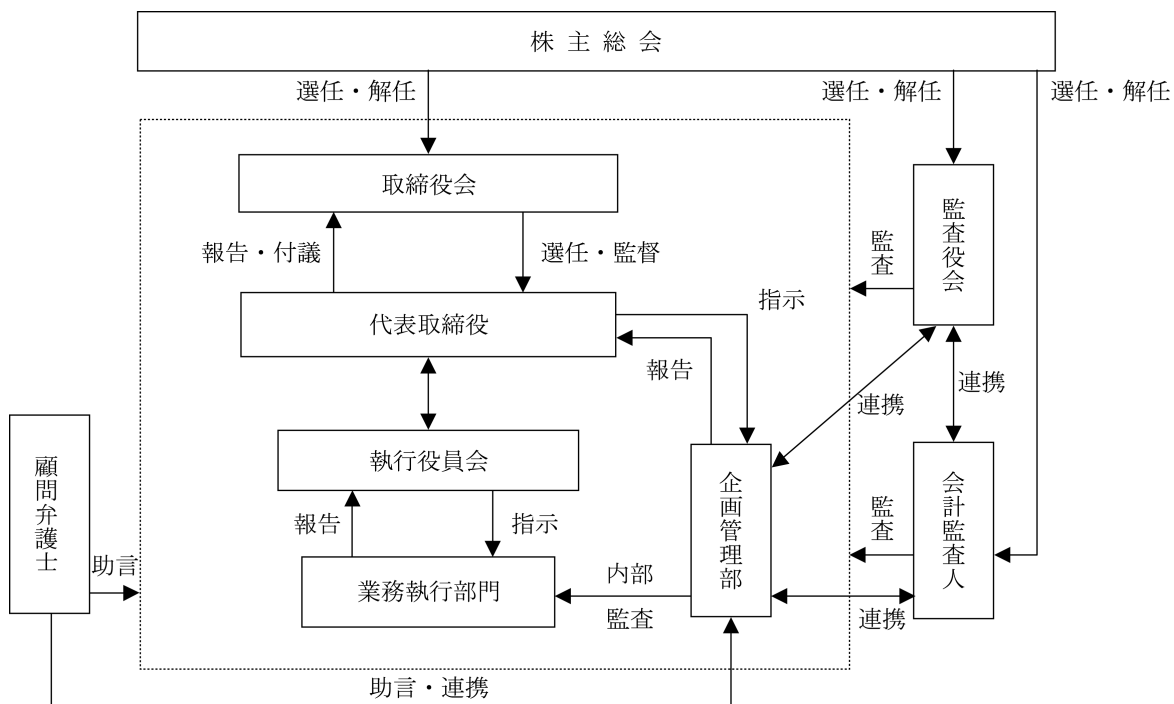 株主総会
選任・解任
選任・解任
選任・解任
取締役会
監査役会
監査
報告・付議
選任・監督
指示
代表取締役
報告
連携
連携
執行役員会
顧問弁護士
企画管理部
会計監査人
監査
報告
指示
助言
内部
監査
業務執行部門
連携
助言・連携